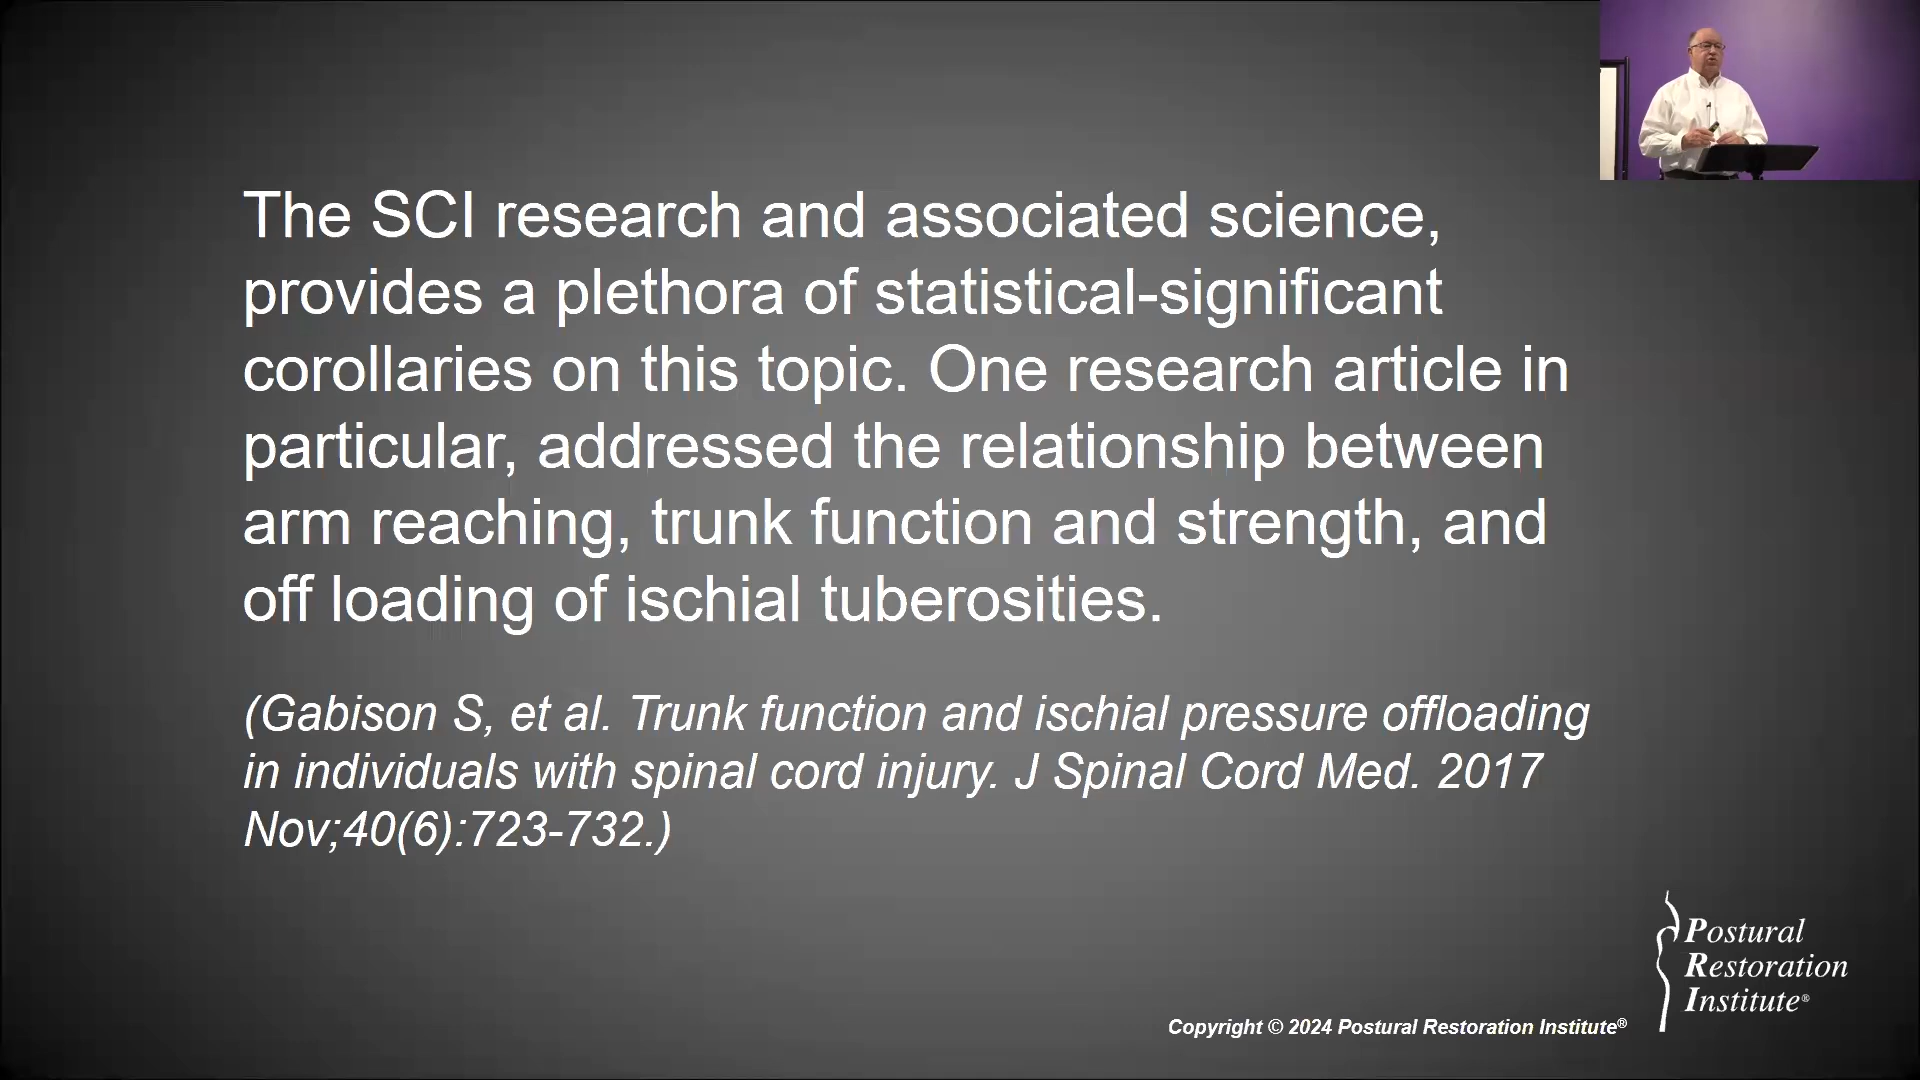 The SCI research and associated science,
provides a plethora of statistical-significant
corollaries on this topic. One research article in
particular, addressed the relationship between
arm reaching, trunk function and strength, and
off loading of ischial tuberosities.
(Gabison S, et al. Trunk function and ischial pressure offloading
in individuals with spinal cord injury. J Spinal Cord Med. 2017
Nov;40(6):723-732.)
Postural
Restoration
Institute®
Copyright © 2024 Postural Restoration Institute®